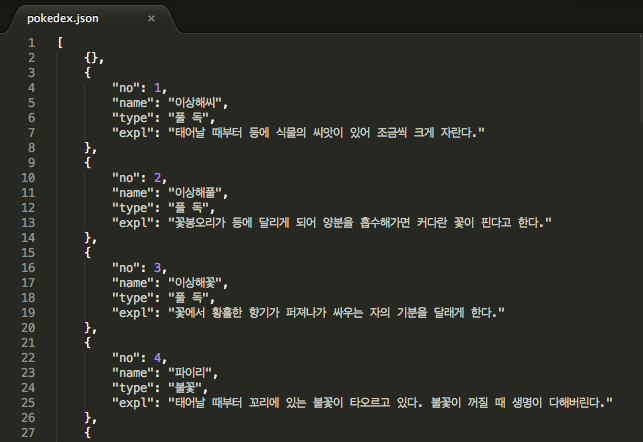 pokedex.json ×
1 [
2 {},
3 {
4 "no": 1,
5 "name": "이상해씨",
6 "type": "풀 독",
7 "expl": "태어날 때부터 등에 식물의 씨앗이 있어 조금씩 크게 자란다."
8 },
9 {
10 "no": 2,
11 "name": "이상해풀",
12 "type": "풀 독",
13 "expl": "꽃봉오리가 등에 달리게 되어 양분을 흡수해가면 커다란 꽃이 핀다고 한다."
14 },
15 {
16 "no": 3,
17 "name": "이상해꽃",
18 "type": "풀 독",
19 "expl": "꽃에서 황홀한 향기가 퍼져나가 싸우는 자의 기분을 달래게 한다."
20 },
21 {
22 "no": 4,
23 "name": "파이리",
24 "type": "불꽃",
25 "expl": "태어날 때부터 꼬리에 있는 불꽃이 타오르고 있다. 불꽃이 꺼질 때 생명이 다해버린다."
26 },
27 {